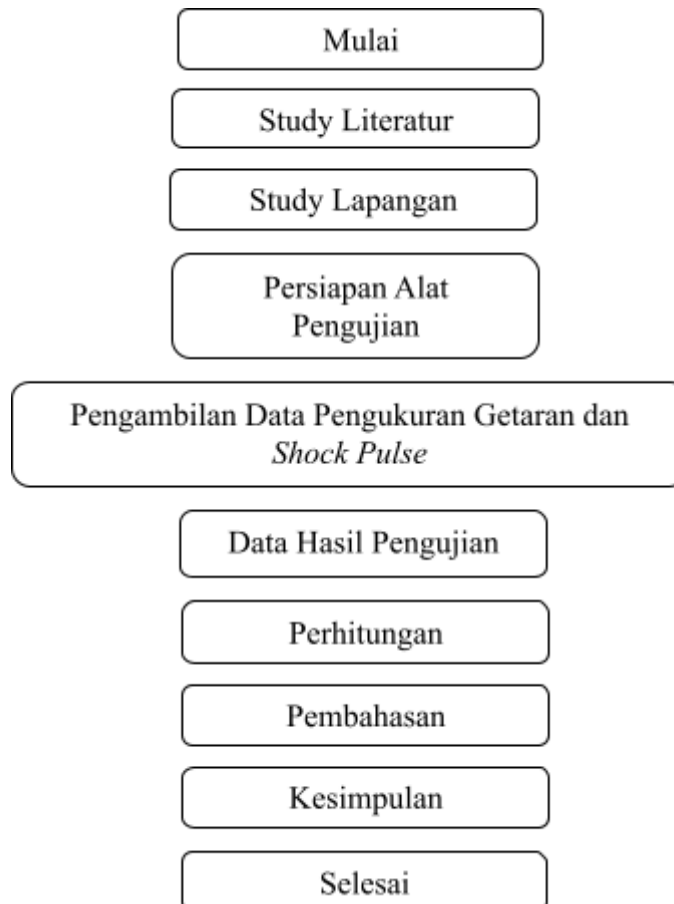 Mulai
Study Literatur
Study Lapangan
Persiapan Alat
Pengujian
Pengambilan Data Pengukuran Getaran dan
Shock Pulse
Data Hasil Pengujian
Perhitungan
Pembahasan
Kesimpulan
Selesai